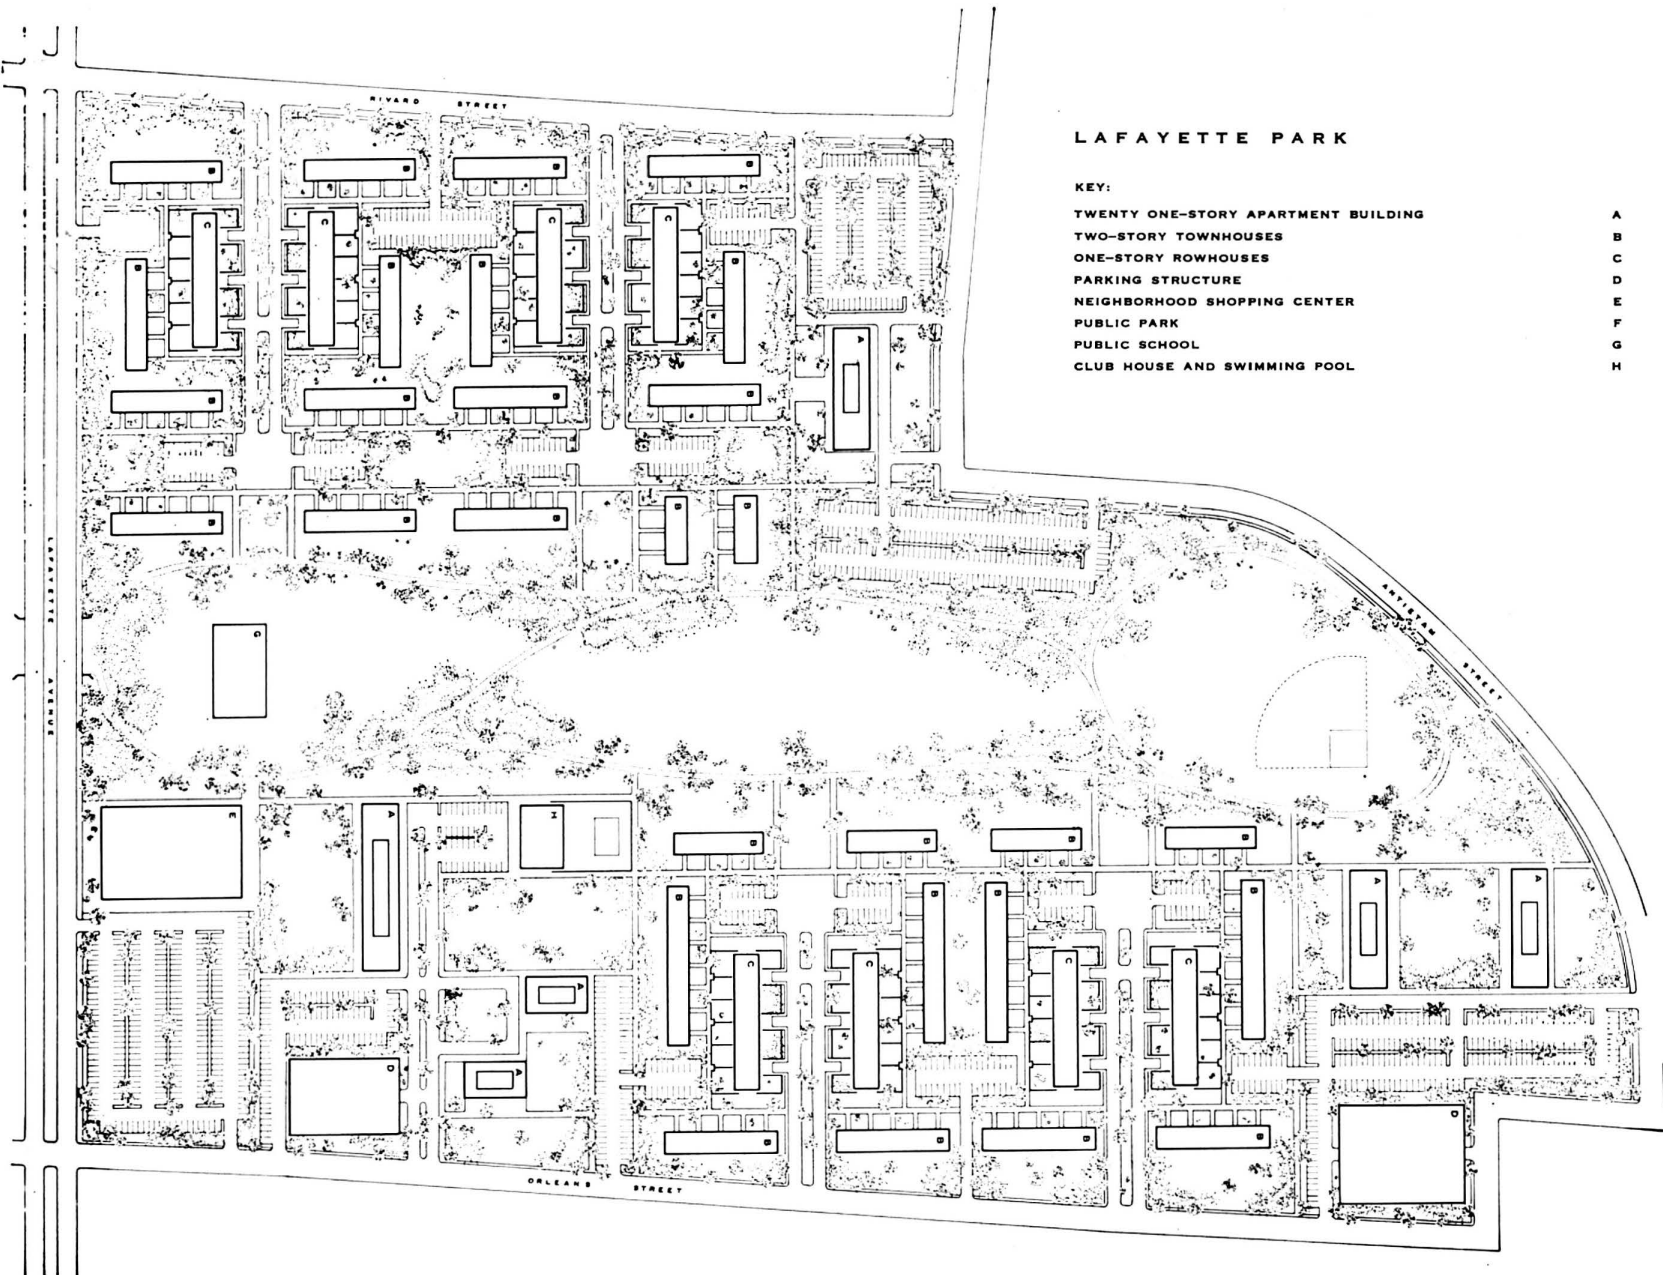 LAFAYETTE PARK
KEY:
TWENTY ONE-STORY APARTMENT BUILDING A
TWO-STORY TOWNHOUSES B
ONE-STORY ROWHOUSES C
PARKING STRUCTURE D
NEIGHBORHOOD SHOPPING CENTER E
PUBLIC PARK F
PUBLIC SCHOOL G
CLUB HOUSE AND SWIMMING POOL H
RIVARD STREET
B
B B B
C C C C
B B B B
A
B B B B
B B B B B
LAFAYETTE AVENUE
ANTIETAM STREET
G
E A H
B B B B
A A
B B B B
C C C C
A
D A
B B B B
D
ORLEANS STREET